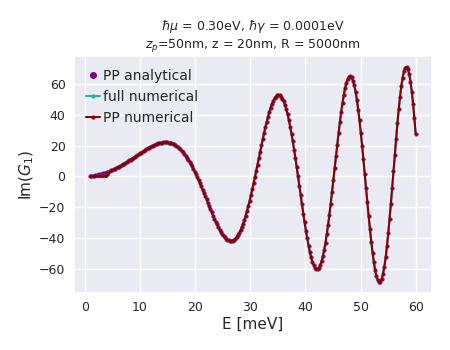 ħμ = 0.30eV, ħγ = 0.0001eV
z_p=50nm, z = 20nm, R = 5000nm
PP analytical
full numerical
PP numerical
Im(G₁)
60
40
20
0
−20
−40
−60
0 10 20 30 40 50 60
E [meV]